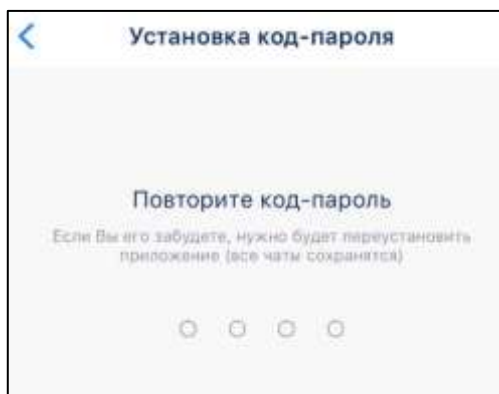 Установка код-пароля
Повторите код-пароль
Если Вы его забудете, нужно будет переустановить
приложение (все чаты сохранятся)